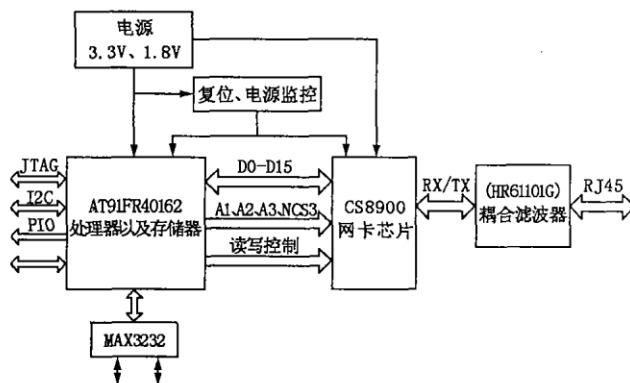 电源
3.3V、1.8V
复位、电源监控
JTAG
I2C
PIO
AT91FR40162
处理器以及存储器
D0-D15
A1、A2、A3、NCS3
读写控制
CS8900
网卡芯片
RX/TX
(HR61101G)
耦合滤波器
RJ45
MAX3232